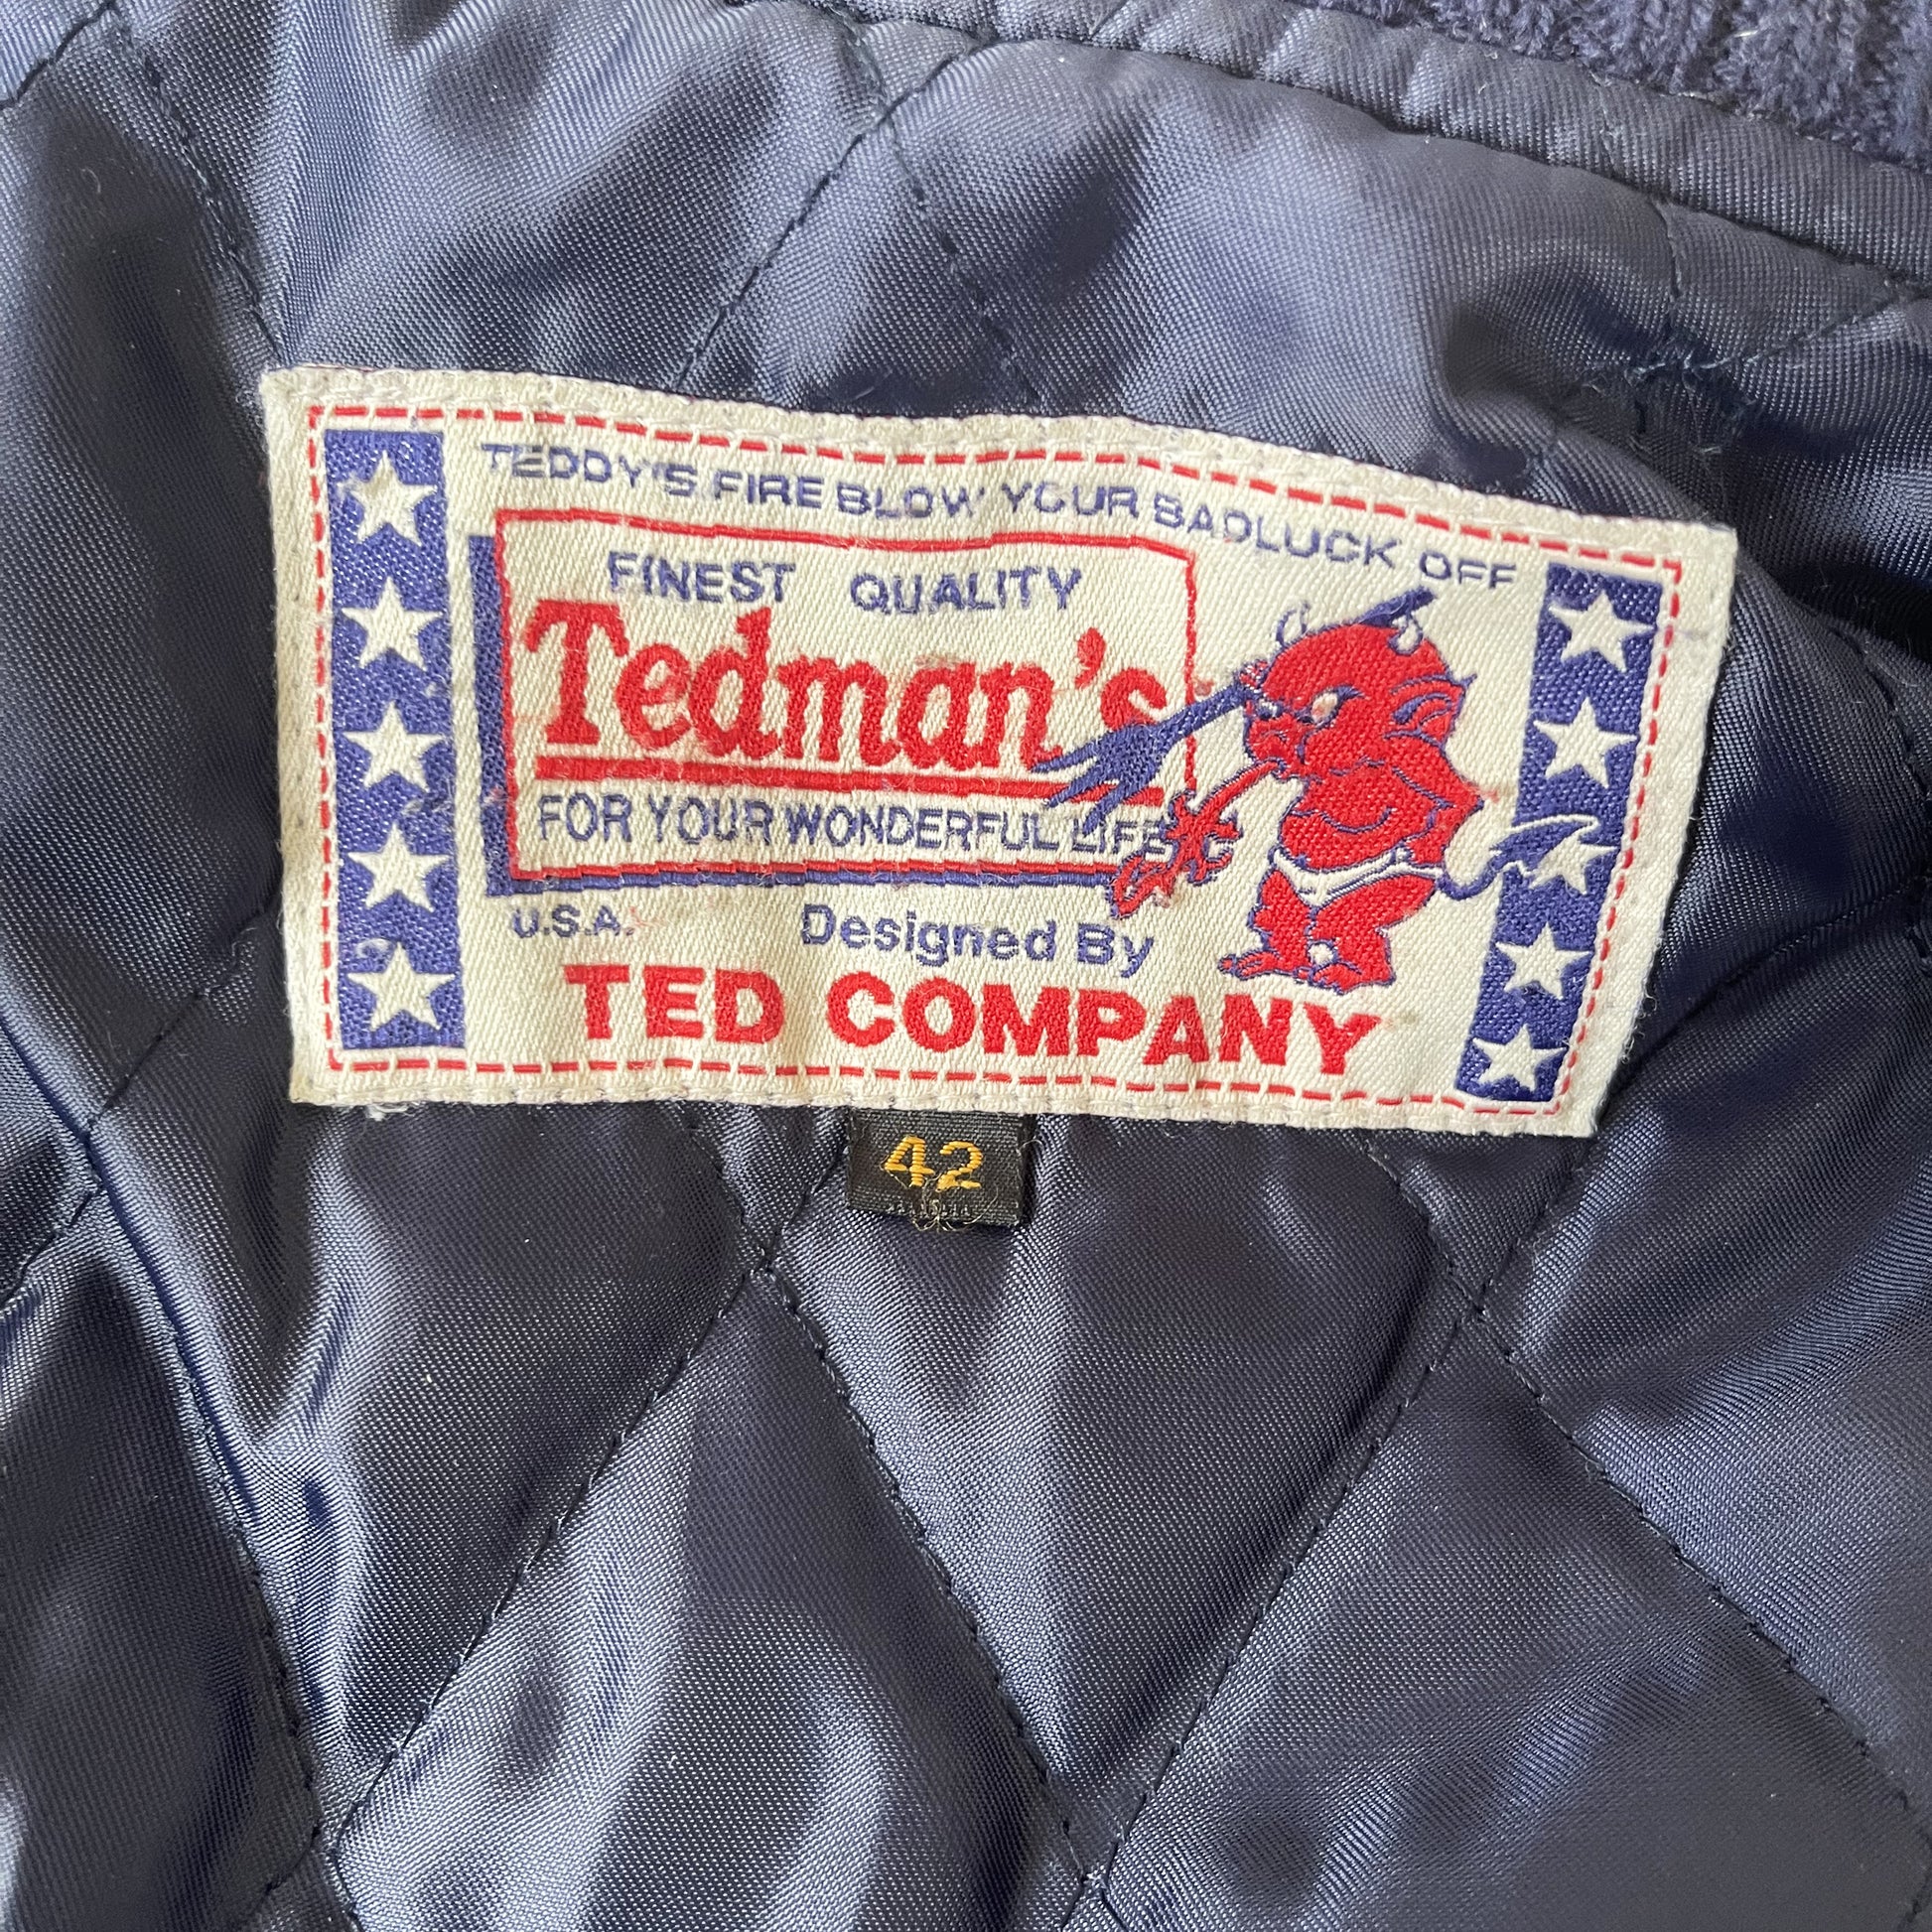 TEDDY'S FIRE BLOW YOUR BADLUCK OFF
FINEST QUALITY
Tedman's
FOR YOUR WONDERFUL LIFE
U.S.A. Designed By
TED COMPANY
42